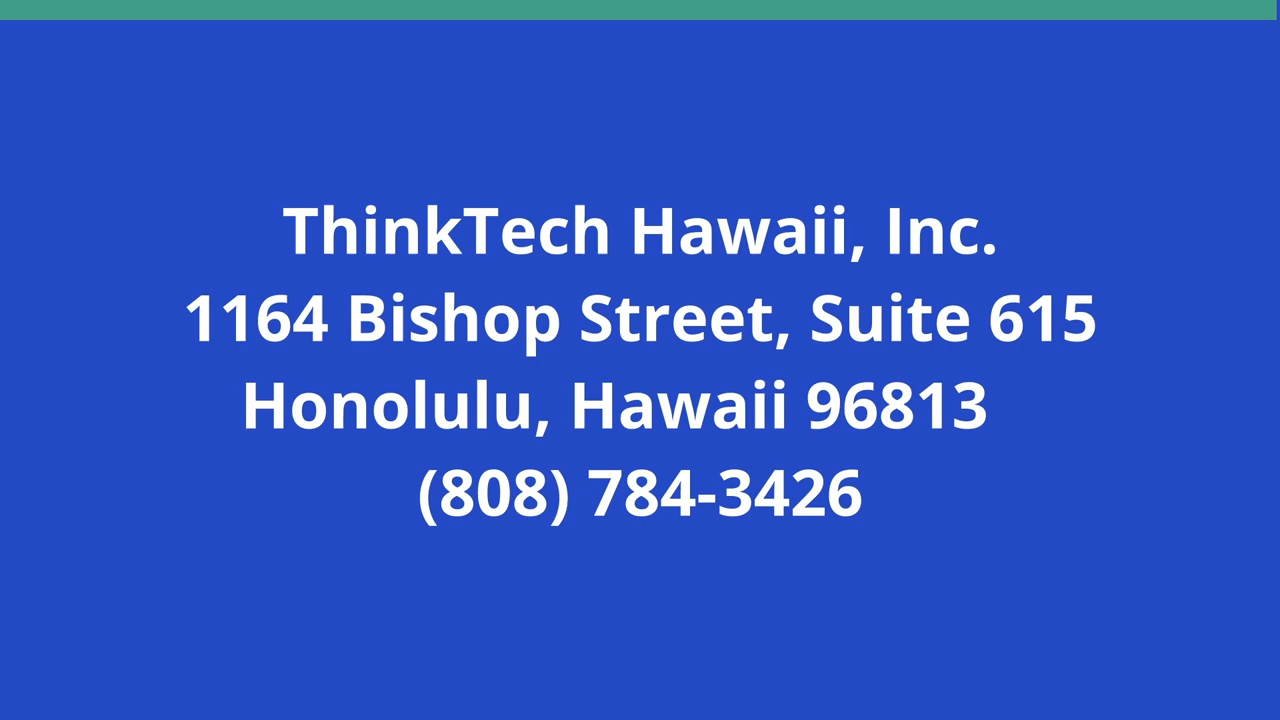 ThinkTech Hawaii, Inc.
1164 Bishop Street, Suite 615
Honolulu, Hawaii 96813
(808) 784-3426